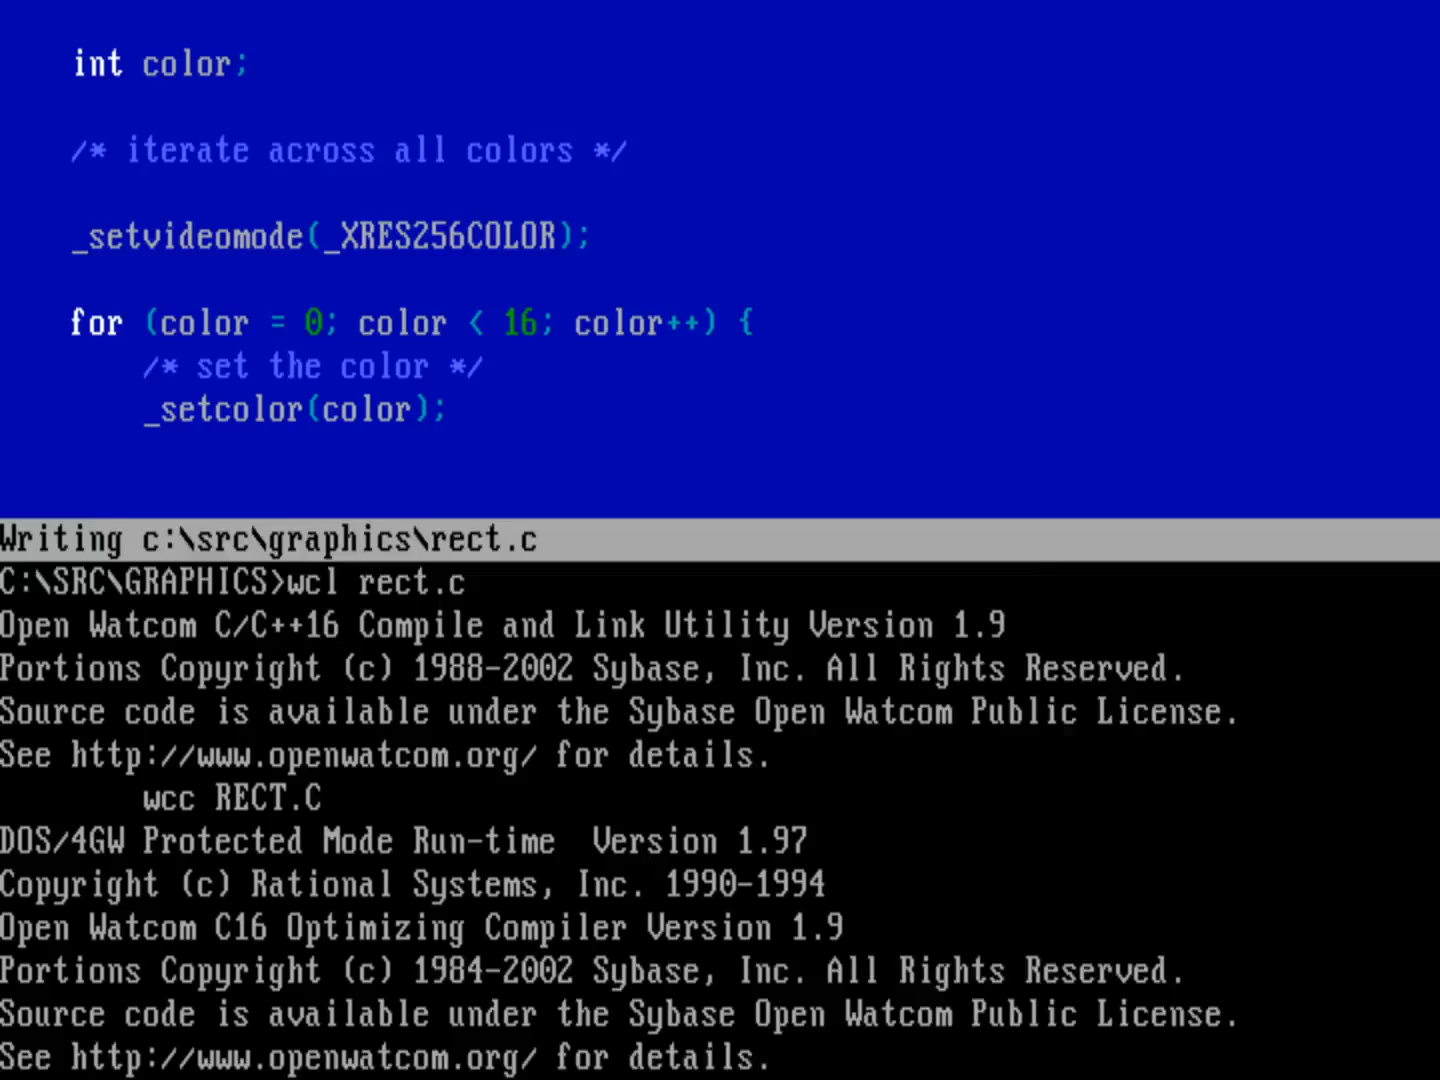 int color;
/* iterate across all colors */
_setvideomode(_XRES256COLOR);
for (color = 0; color < 16; color++) {
/* set the color */
_setcolor(color);
Writing c:\src\graphics\rect.c
C:\SRC\GRAPHICS>wcl rect.c
Open Watcom C/C++16 Compile and Link Utility Version 1.9
Portions Copyright (c) 1988-2002 Sybase, Inc. All Rights Reserved.
Source code is available under the Sybase Open Watcom Public License.
See http://www.openwatcom.org/ for details.
wcc RECT.C
DOS/4GW Protected Mode Run-time  Version 1.97
Copyright (c) Rational Systems, Inc. 1990-1994
Open Watcom C16 Optimizing Compiler Version 1.9
Portions Copyright (c) 1984-2002 Sybase, Inc. All Rights Reserved.
Source code is available under the Sybase Open Watcom Public License.
See http://www.openwatcom.org/ for details.